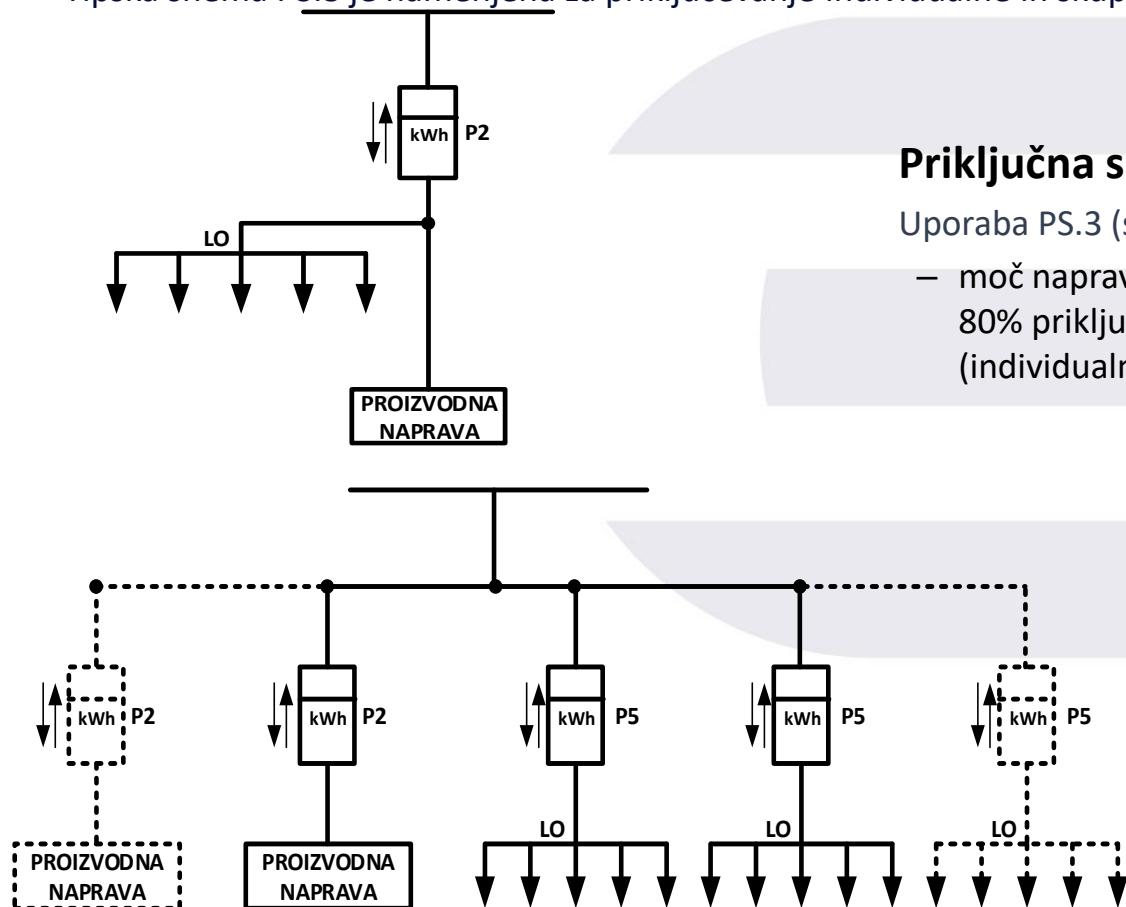 kWh P2
LO
PROIZVODNA
NAPRAVA
Priključna s
Uporaba PS.3 (s
– moč naprav
80% priklju
(individualn
kWh P2
kWh P2
kWh P5
kWh P5
kWh P5
LO
LO
LO
PROIZVODNA
NAPRAVA
PROIZVODNA
NAPRAVA